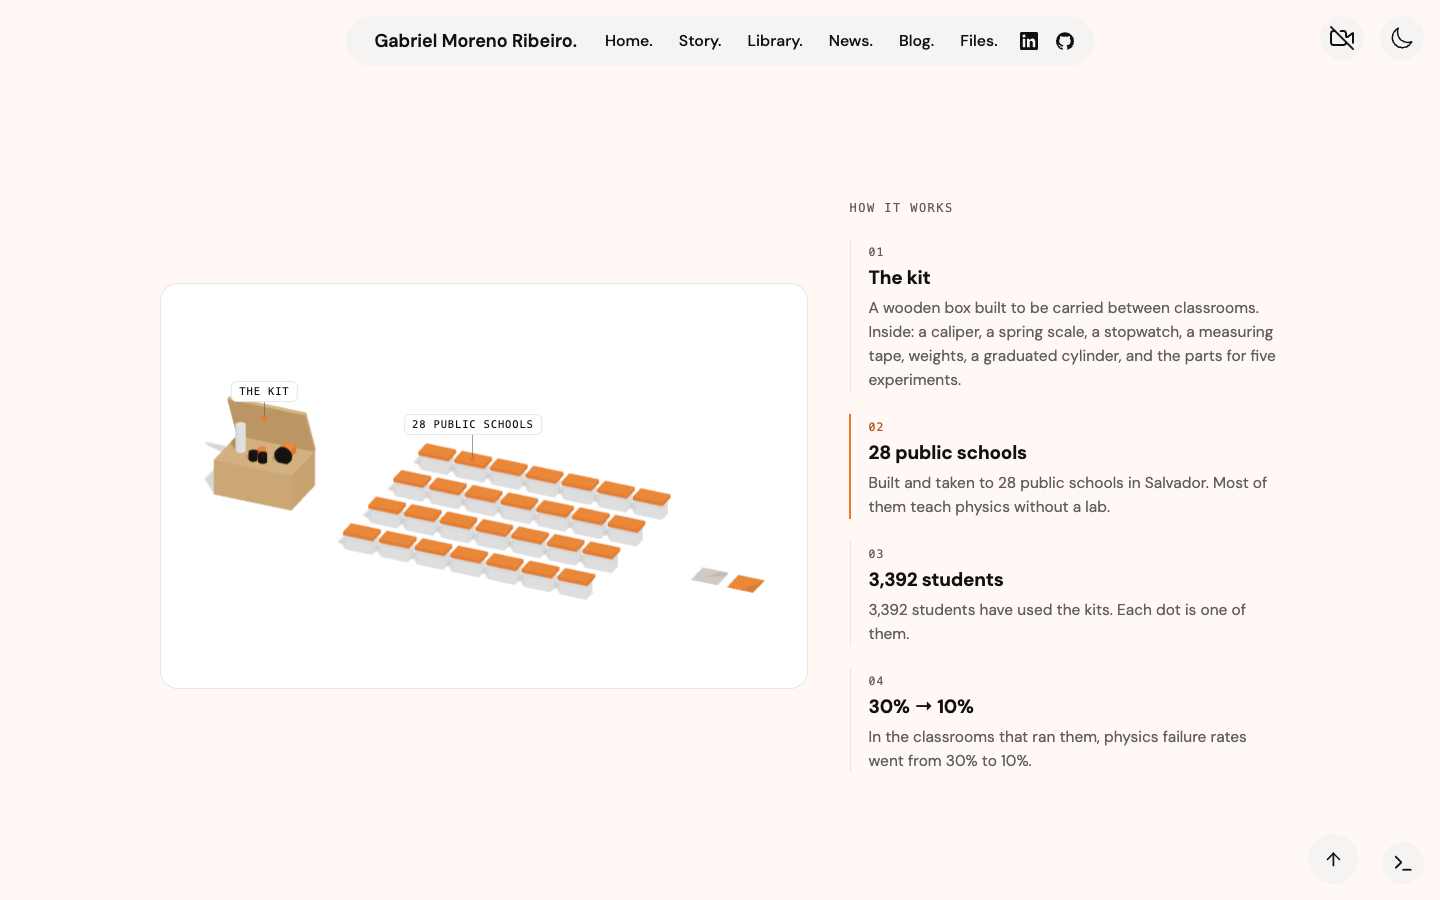 Gabriel Moreno Ribeiro. Home. Story. Library. News. Blog. Files.
HOW IT WORKS
01
The kit
A wooden box built to be carried between classrooms.
Inside: a caliper, a spring scale, a stopwatch, a measuring
tape, weights, a graduated cylinder, and the parts for five
experiments.
THE KIT
28 PUBLIC SCHOOLS
02
28 public schools
Built and taken to 28 public schools in Salvador. Most of
them teach physics without a lab.
03
3,392 students
3,392 students have used the kits. Each dot is one of
them.
04
30% → 10%
In the classrooms that ran them, physics failure rates
went from 30% to 10%.